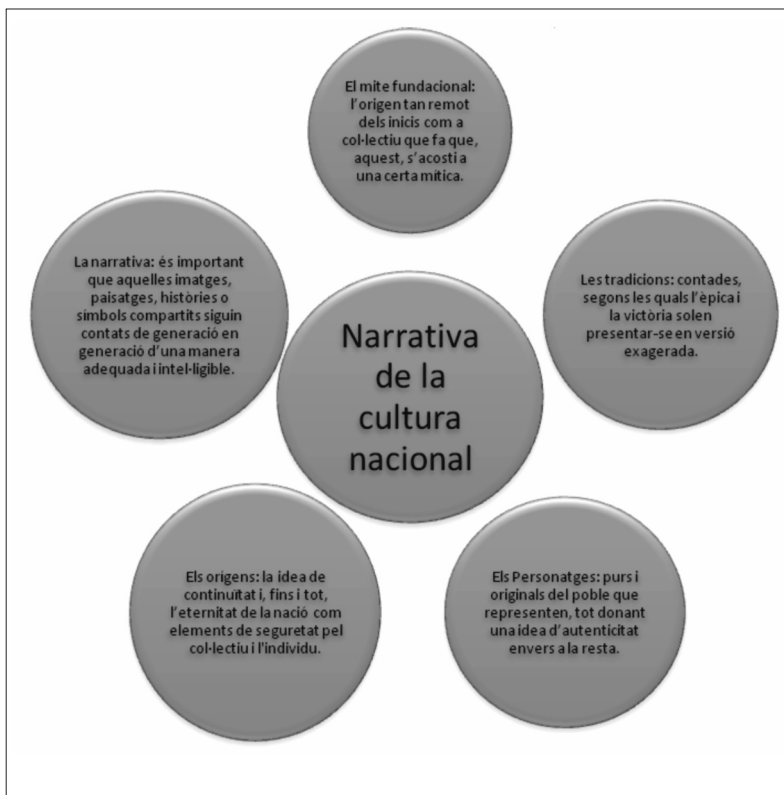 El mite fundacional:
l'origen tan remot
dels inicis com a
col·lectiu que fa que,
aquest, s'acosti a
una certa mítica.
La narrativa: és important
que aquelles imatges,
paisatges, històries o
símbols compartits siguin
contats de generació en
generació d'una manera
adequada i intel·ligible.
Les tradicions: contades,
segons les quals l'èpica i
la victòria solen
presentar-se en versió
exagerada.
Narrativa
de la
cultura
nacional
Els orígens: la idea de
continuïtat i, fins i tot,
l'eternitat de la nació com
elements de seguretat pel
col·lectiu i l'individu.
Els Personatges: purs i
originals del poble que
representen, tot donant
una idea d'autenticitat
envers a la resta.